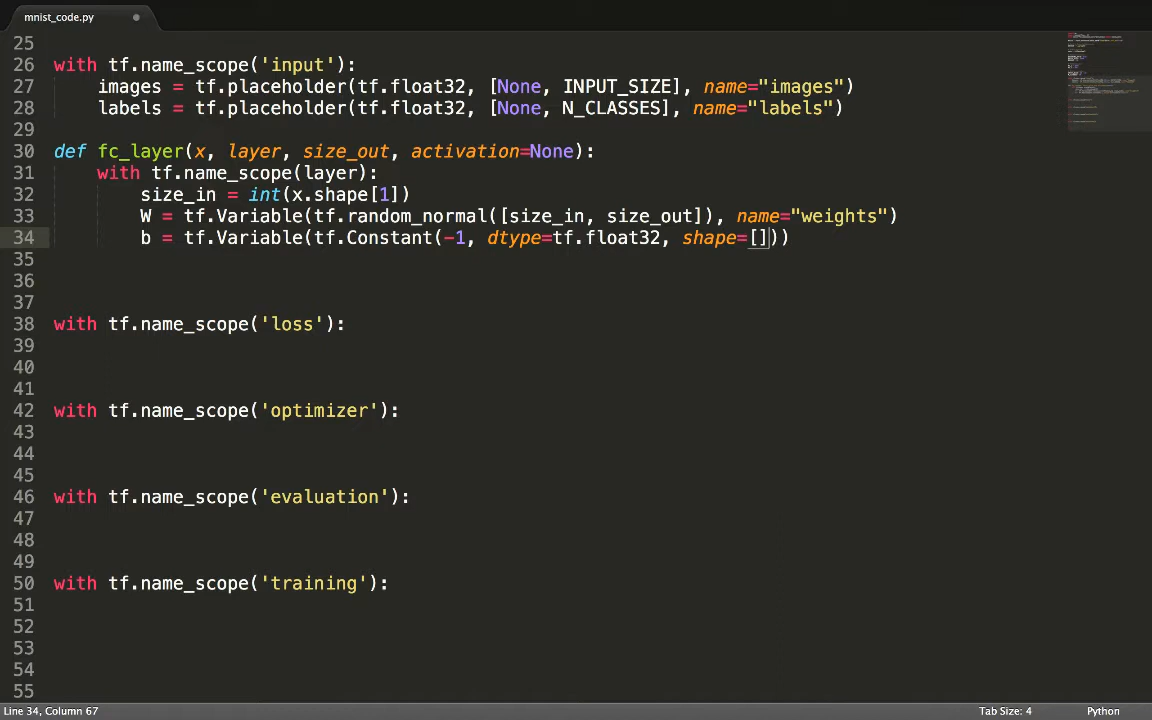 mnist_code.py
25
26 with tf.name_scope('input'):
27     images = tf.placeholder(tf.float32, [None, INPUT_SIZE], name="images")
28     labels = tf.placeholder(tf.float32, [None, N_CLASSES], name="labels")
29
30 def fc_layer(x, layer, size_out, activation=None):
31     with tf.name_scope(layer):
32         size_in = int(x.shape[1])
33         W = tf.Variable(tf.random_normal([size_in, size_out]), name="weights")
34         b = tf.Variable(tf.Constant(-1, dtype=tf.float32, shape=[]))
35
36
37
38 with tf.name_scope('loss'):
39
40
41
42 with tf.name_scope('optimizer'):
43
44
45
46 with tf.name_scope('evaluation'):
47
48
49
50 with tf.name_scope('training'):
51
52
53
54
55
Line 34, Column 67 Tab Size: 4 Python